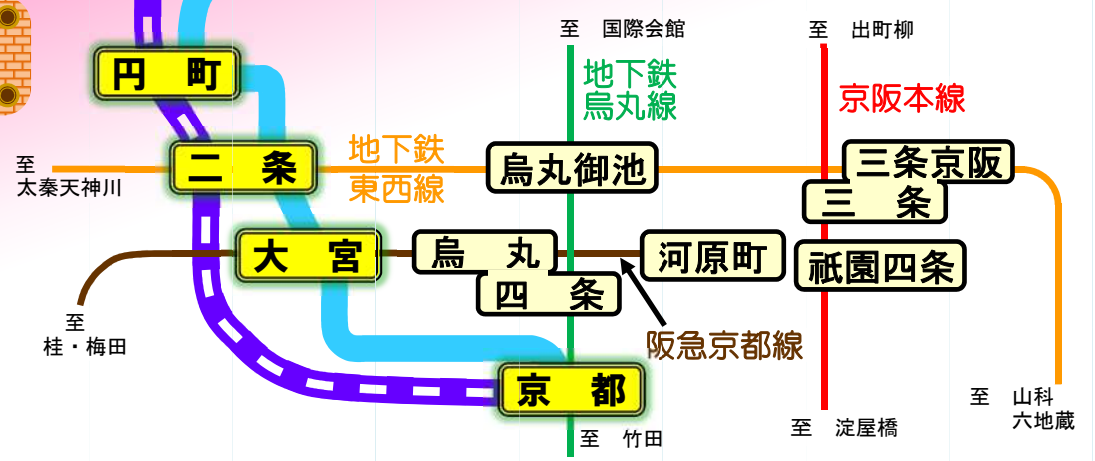 至　国際会館
至　出町柳
円　町
地下鉄
烏丸線
京阪本線
至
太秦天神川
二　条
地下鉄
東西線
烏丸御池
三条京阪
三　条
大　宮
烏　丸
河原町
祇園四条
四　条
至
桂・梅田
阪急京都線
京　都
至　山科
六地蔵
至　淀屋橋
至　竹田